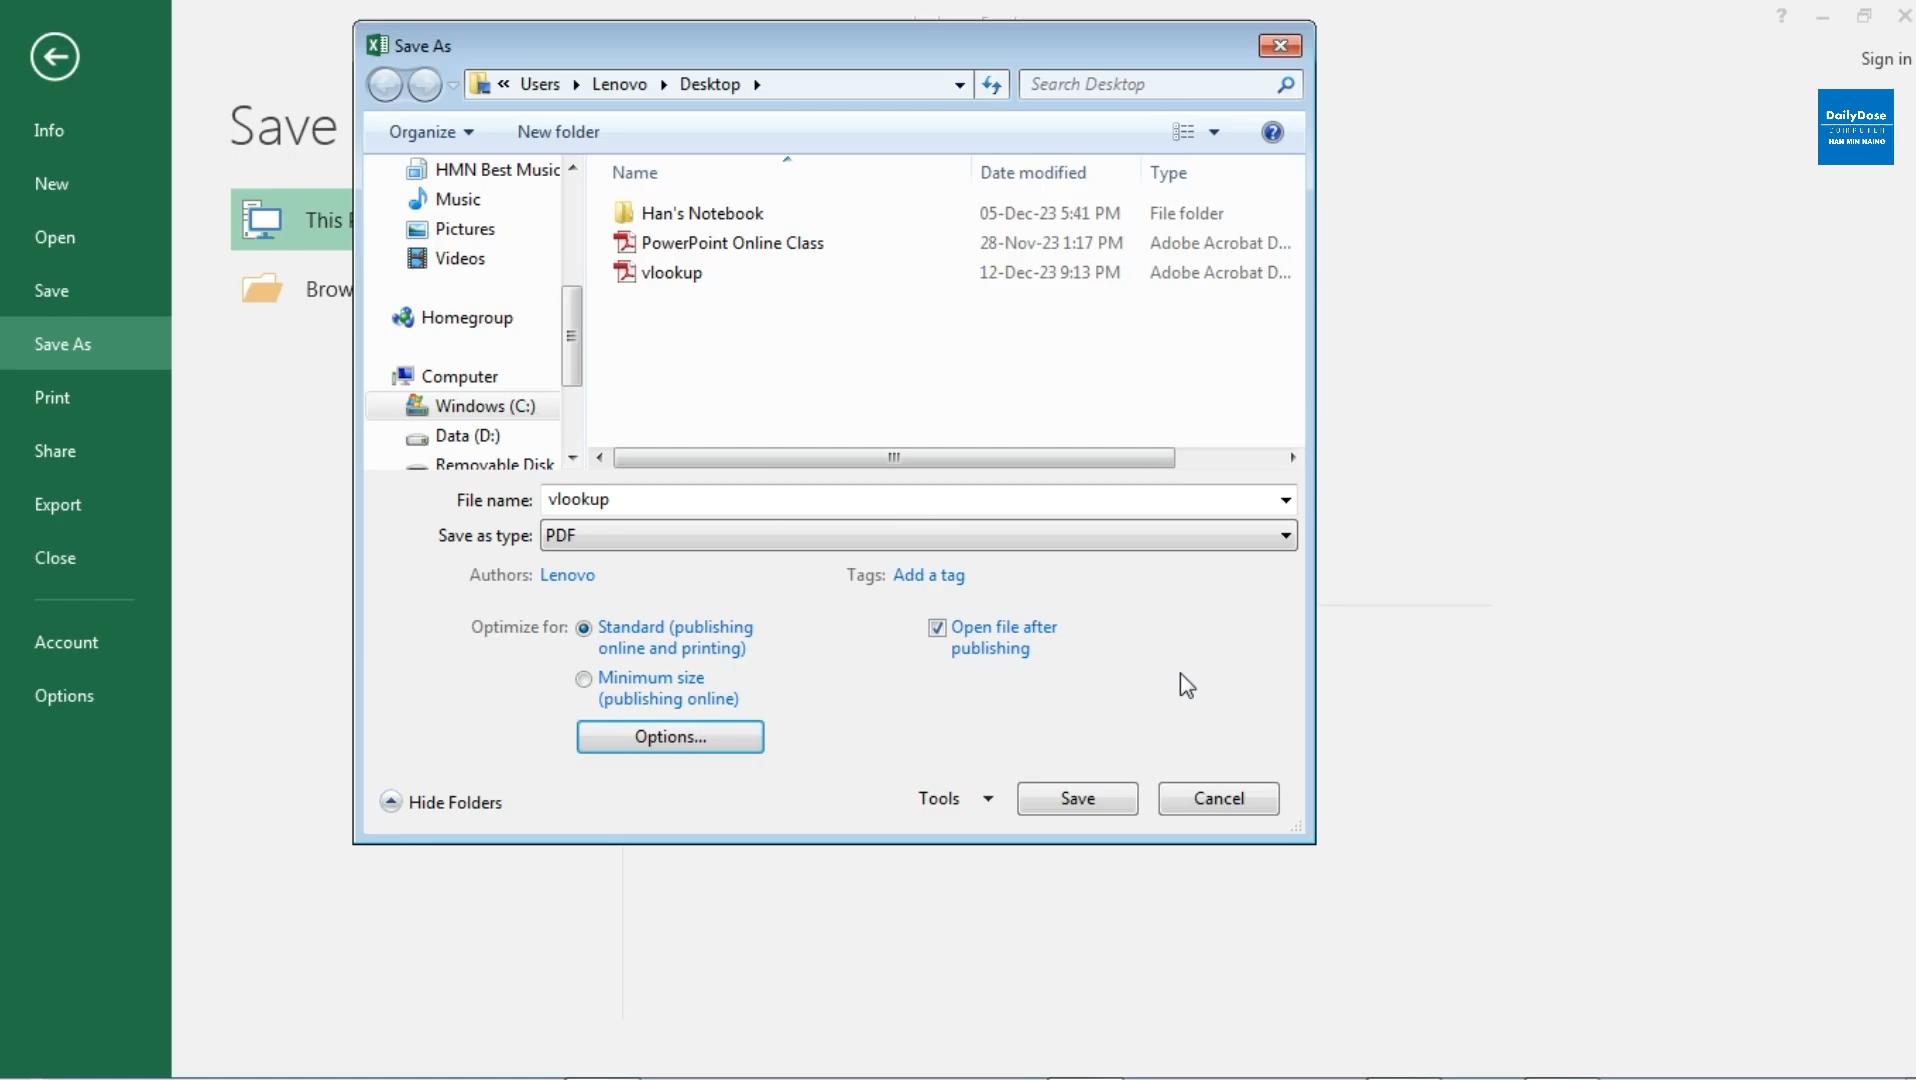 Save As
« Users ▸ Lenovo ▸ Desktop ▸
Search Desktop
Sign in
Organize
New folder
DailyDose
COMPUTER
HAN MIN NAING
Save
Info
New
Open
Save
Save As
Print
Share
Export
Close
Account
Options
This
Brow
HMN Best Music
Music
Pictures
Videos
Homegroup
Computer
Windows (C:)
Data (D:)
Removable Disk
Name Date modified Type
Han's Notebook 05-Dec-23 5:41 PM File folder
PowerPoint Online Class 28-Nov-23 1:17 PM Adobe Acrobat D...
vlookup 12-Dec-23 9:13 PM Adobe Acrobat D...
File name: vlookup
Save as type: PDF
Authors: Lenovo
Tags: Add a tag
Optimize for: Standard (publishing
online and printing)
Minimum size
(publishing online)
Open file after
publishing
Options...
Hide Folders
Tools
Save
Cancel